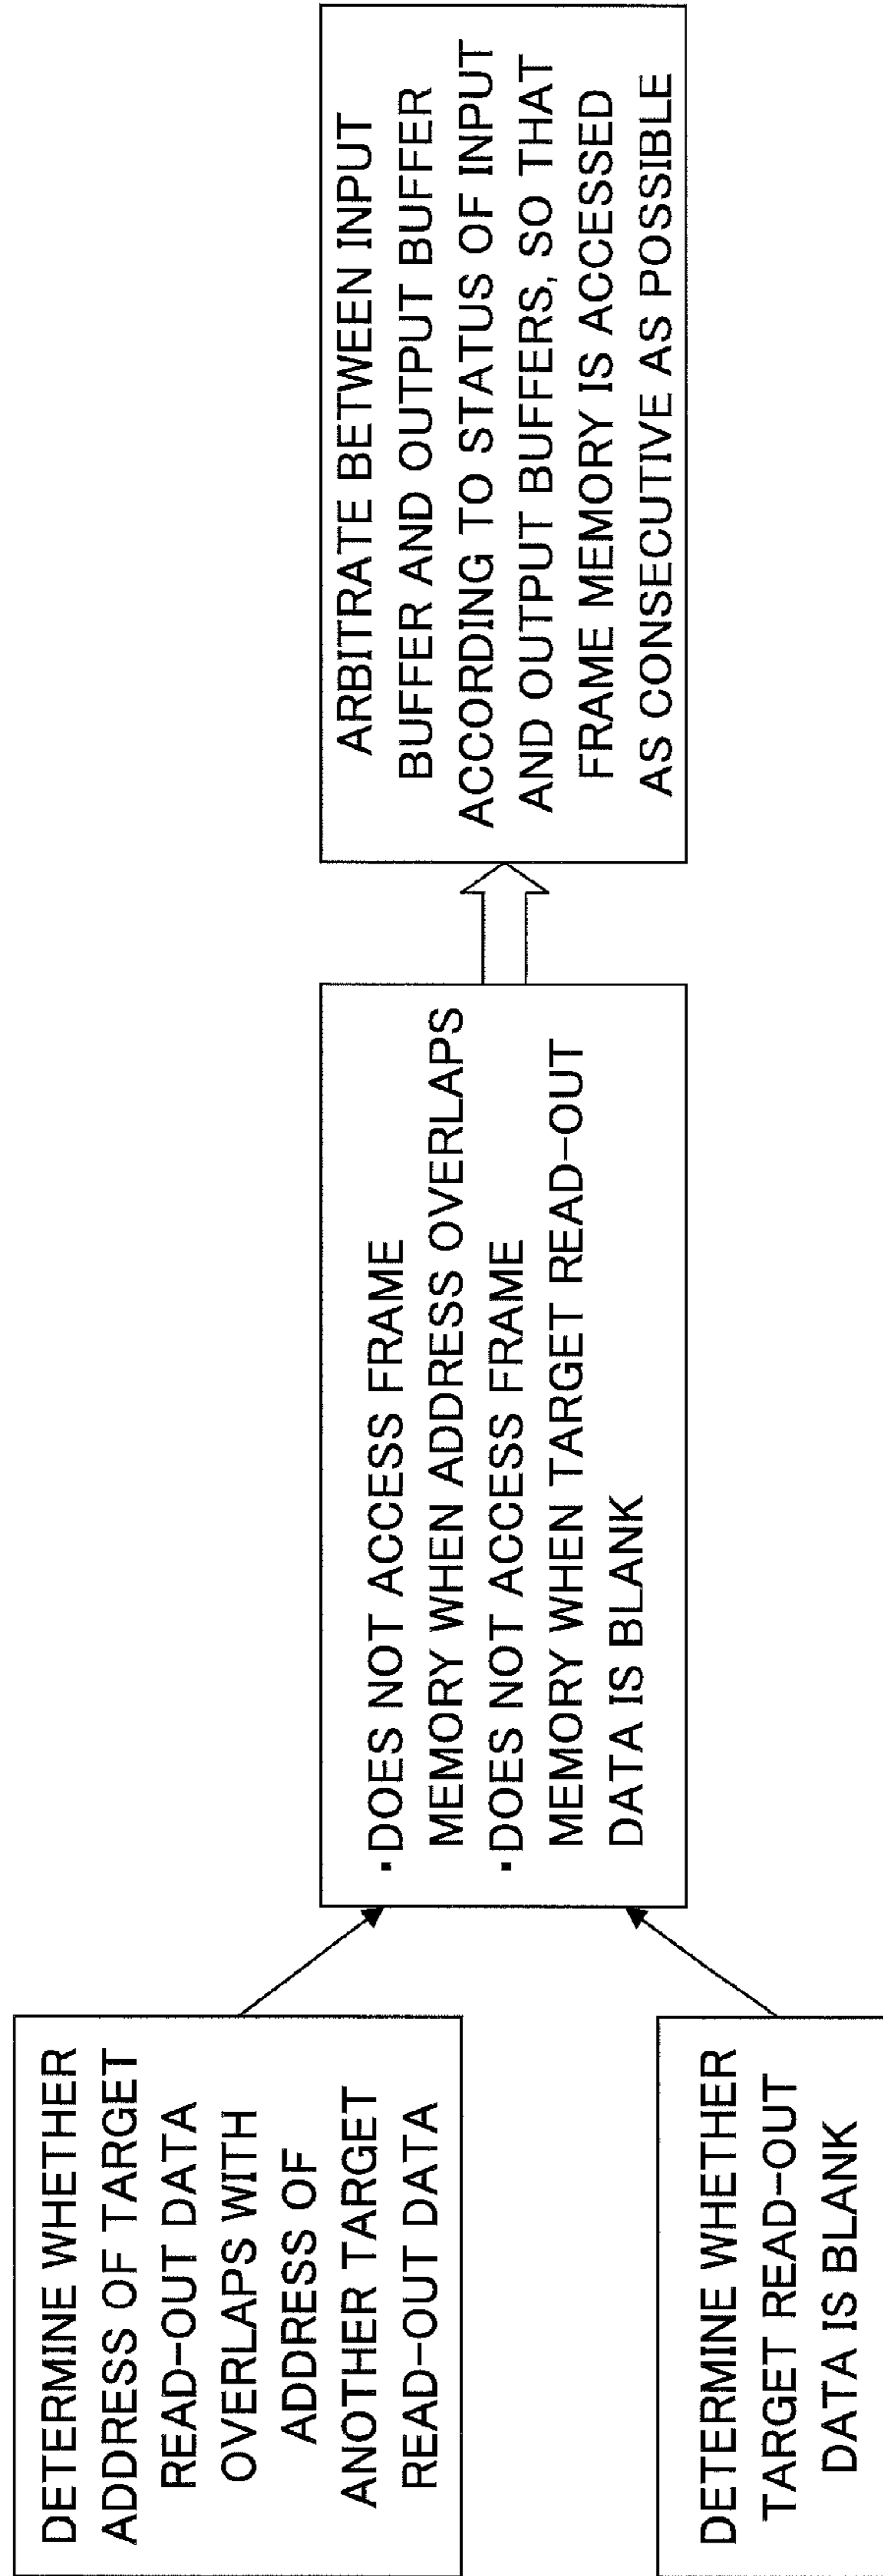 DETERMINE WHETHER
ADDRESS OF TARGET
READ-OUT DATA
OVERLAPS WITH
ADDRESS OF
ANOTHER TARGET
READ-OUT DATA
DETERMINE WHETHER
TARGET READ-OUT
DATA IS BLANK
・DOES NOT ACCESS FRAME
MEMORY WHEN ADDRESS OVERLAPS
・DOES NOT ACCESS FRAME
MEMORY WHEN TARGET READ-OUT
DATA IS BLANK
ARBITRATE BETWEEN INPUT
BUFFER AND OUTPUT BUFFER
ACCORDING TO STATUS OF INPUT
AND OUTPUT BUFFERS, SO THAT
FRAME MEMORY IS ACCESSED
AS CONSECUTIVE AS POSSIBLE